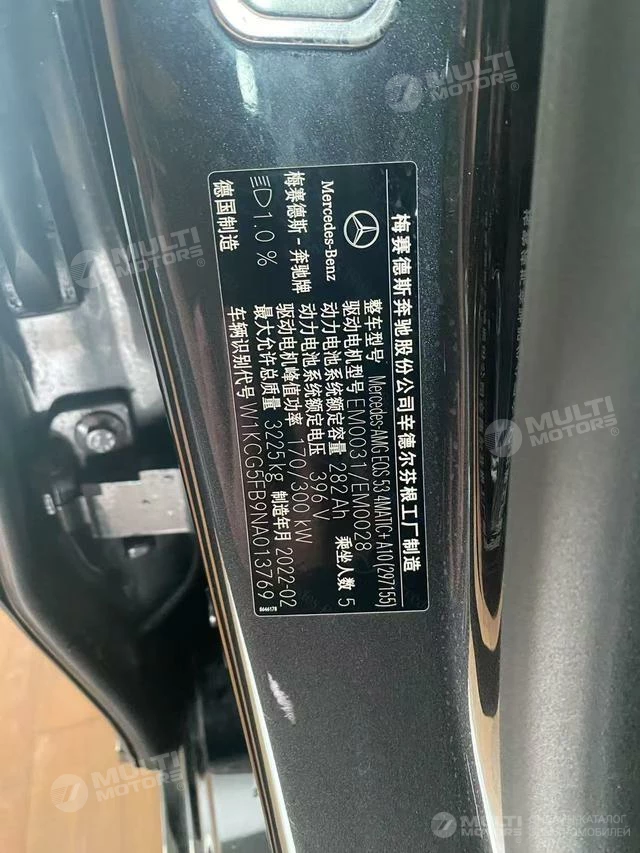 梅赛德斯奔驰股份公司辛德尔芬根工厂制造
Mercedes-Benz
梅赛德斯-奔驰牌
1.0 %
德国制造
整车型号 Mercedes-AMG EQS 53 4MATIC+ A10(297155)
驱动电机型号 EM0031/EM0028
动力电池系统额定容量 282Ah 乘坐人数 5
动力电池系统额定电压 396 V
驱动电机峰值功率 170/300 kW
最大允许总质量 3225kg 制造年月 2022-02
车辆识别代号 W1KCG5FB9NA013769
8646178
MULTI MOTORS®
MULTI MOTORS®
MULTI MOTORS®
MULTI MOTORS®
MULTI MOTORS